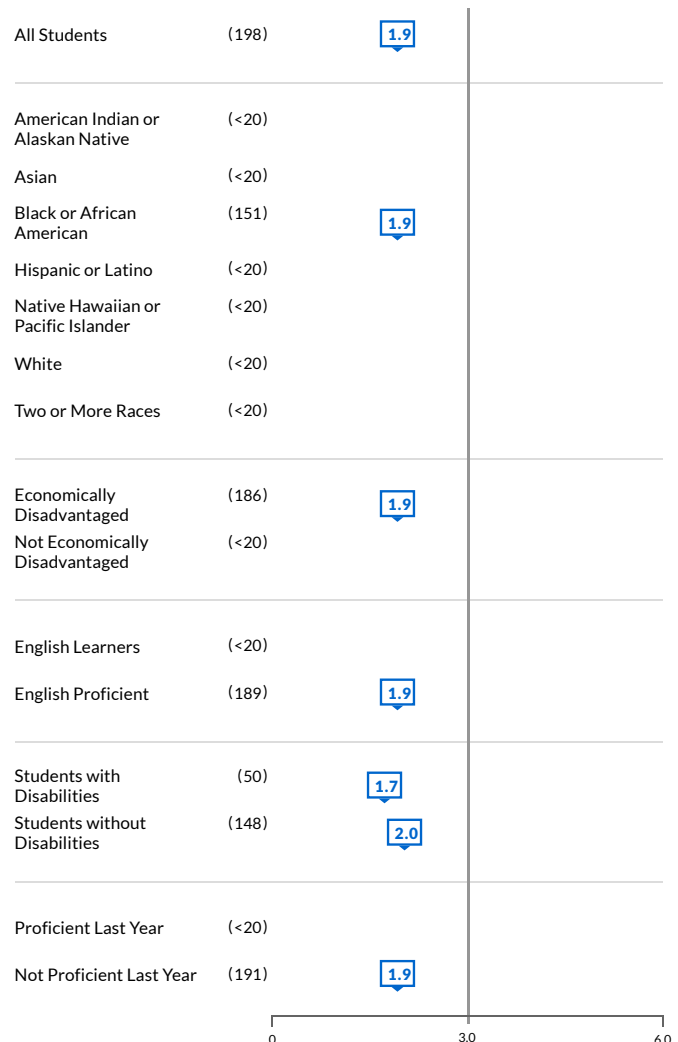 All Students (198) 1.9
American Indian or (<20)
Alaskan Native
Asian (<20)
Black or African (151) 1.9
American
Hispanic or Latino (<20)
Native Hawaiian or (<20)
Pacific Islander
White (<20)
Two or More Races (<20)
Economically (186) 1.9
Disadvantaged
Not Economically (<20)
Disadvantaged
English Learners (<20)
English Proficient (189) 1.9
Students with (50) 1.7
Disabilities
Students without (148) 2.0
Disabilities
Proficient Last Year (<20)
Not Proficient Last Year (191) 1.9
0 3.0 6.0